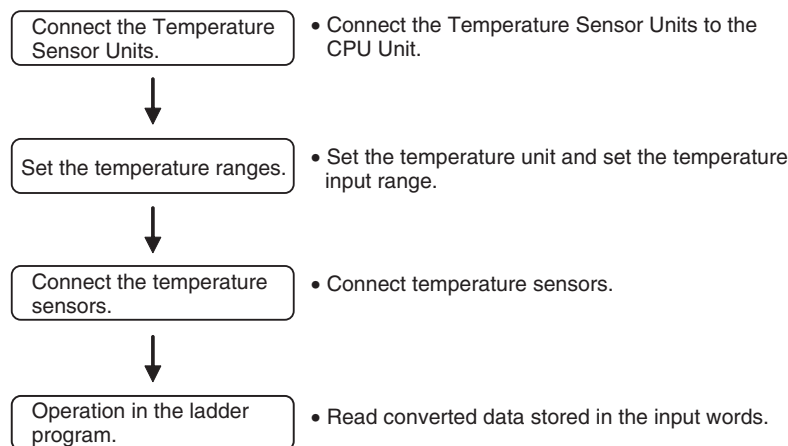 Connect the Temperature
Sensor Units.
• Connect the Temperature Sensor Units to the
CPU Unit.
Set the temperature ranges.
• Set the temperature unit and set the temperature
input range.
Connect the temperature
sensors.
• Connect temperature sensors.
Operation in the ladder
program.
• Read converted data stored in the input words.